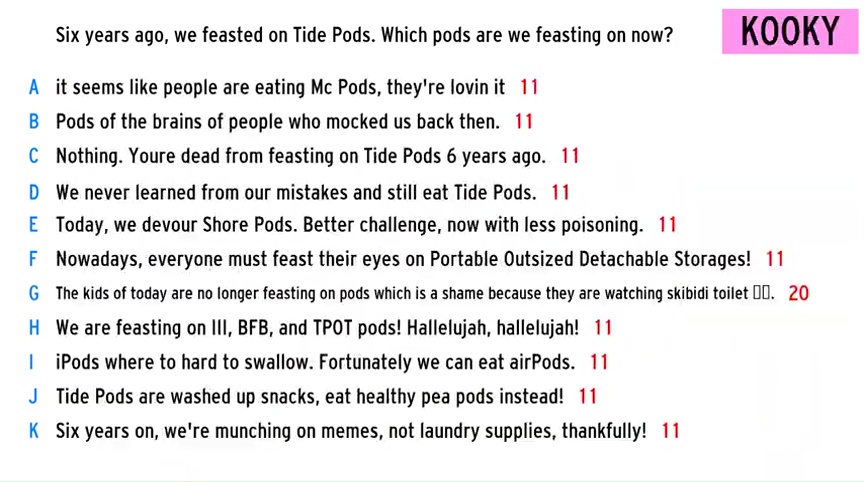 Six years ago, we feasted on Tide Pods. Which pods are we feasting on now?
KOOKY
A it seems like people are eating Mc Pods, they're lovin it 11
B Pods of the brains of people who mocked us back then. 11
C Nothing. Youre dead from feasting on Tide Pods 6 years ago. 11
D We never learned from our mistakes and still eat Tide Pods. 11
E Today, we devour Shore Pods. Better challenge, now with less poisoning. 11
F Nowadays, everyone must feast their eyes on Portable Outsized Detachable Storages! 11
G The kids of today are no longer feasting on pods which is a shame because they are watching skibidi toilet □□. 20
H We are feasting on III, BFB, and TPOT pods! Hallelujah, hallelujah! 11
I iPods where to hard to swallow. Fortunately we can eat airPods. 11
J Tide Pods are washed up snacks, eat healthy pea pods instead! 11
K Six years on, we're munching on memes, not laundry supplies, thankfully! 11